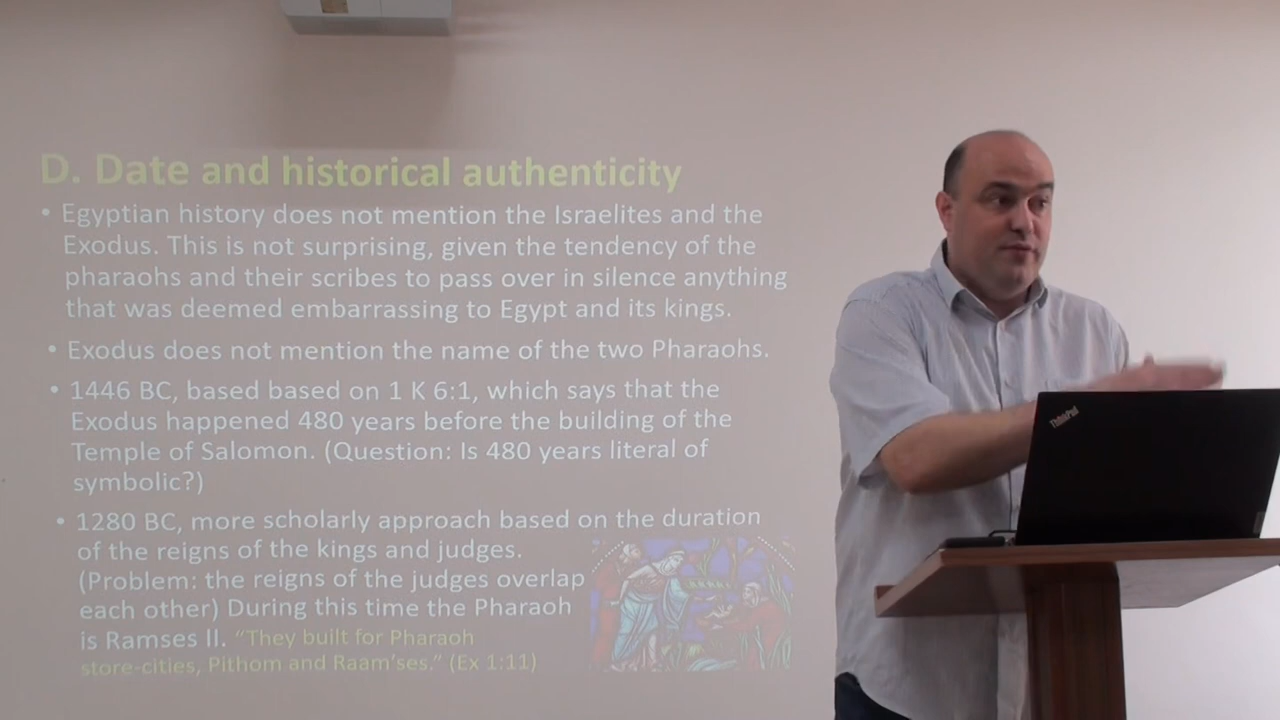 D. Date and historical authenticity
• Egyptian history does not mention the Israelites and the
Exodus. This is not surprising, given the tendency of the
pharaohs and their scribes to pass over in silence anything
that was deemed embarrassing to Egypt and its kings.
• Exodus does not mention the name of the two Pharaohs.
• 1446 BC, based based on 1 K 6:1, which says that the
Exodus happened 480 years before the building of the
Temple of Salomon. (Question: Is 480 years literal of
symbolic?)
• 1280 BC, more scholarly approach based on the duration
of the reigns of the kings and judges.
(Problem: the reigns of the judges overlap
each other) During this time the Pharaoh
is Ramses II. “They built for Pharaoh
store-cities, Pithom and Raam’ses,” (Ex 1:11)
ThinkPad